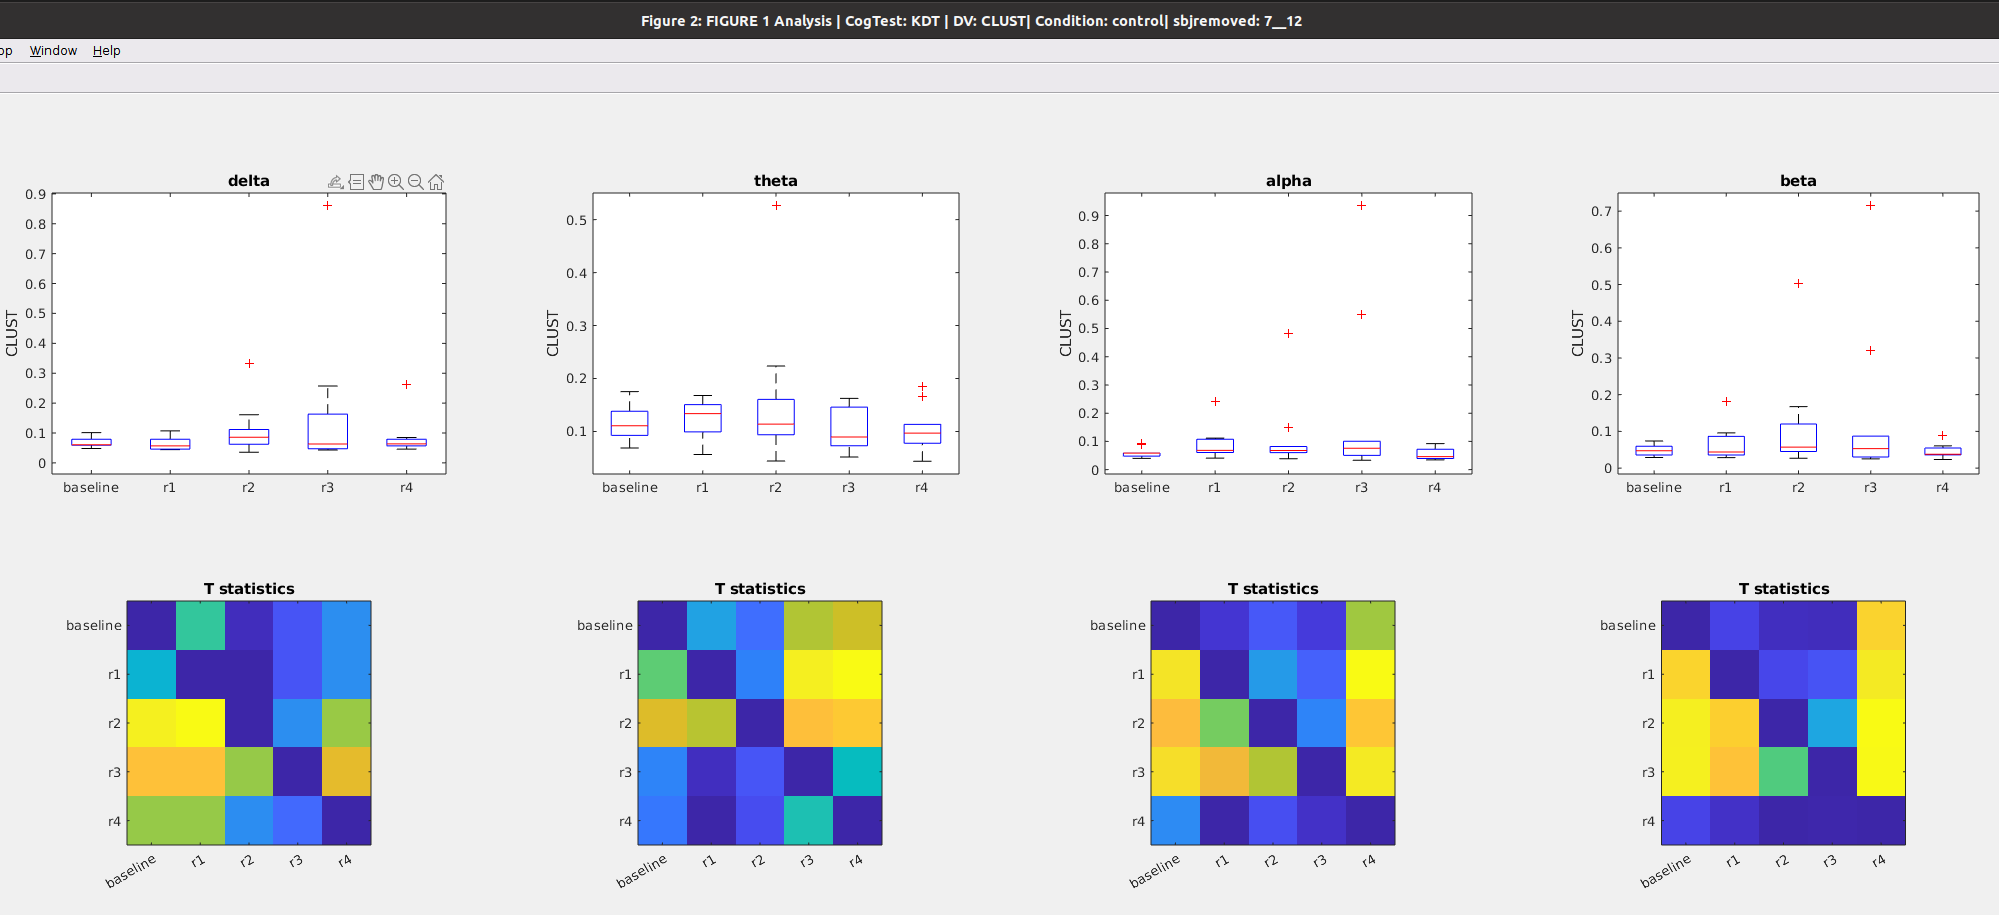 Figure 2: FIGURE 1 Analysis | CogTest: KDT | DV: CLUST| Condition: control| sbjremoved: 7__12
op Window Help
delta
0.9
0.8
0.7
0.6
0.5
0.4
0.3
0.2
0.1
0
CLUST
baseline r1 r2 r3 r4
theta
0.5
0.4
0.3
0.2
0.1
CLUST
baseline r1 r2 r3 r4
alpha
0.9
0.8
0.7
0.6
0.5
0.4
0.3
0.2
0.1
0
CLUST
baseline r1 r2 r3 r4
beta
0.7
0.6
0.5
0.4
0.3
0.2
0.1
0
CLUST
baseline r1 r2 r3 r4
T statistics
baseline
r1
r2
r3
r4
baseline r1 r2 r3 r4
T statistics
baseline
r1
r2
r3
r4
baseline r1 r2 r3 r4
T statistics
baseline
r1
r2
r3
r4
baseline r1 r2 r3 r4
T statistics
baseline
r1
r2
r3
r4
baseline r1 r2 r3 r4